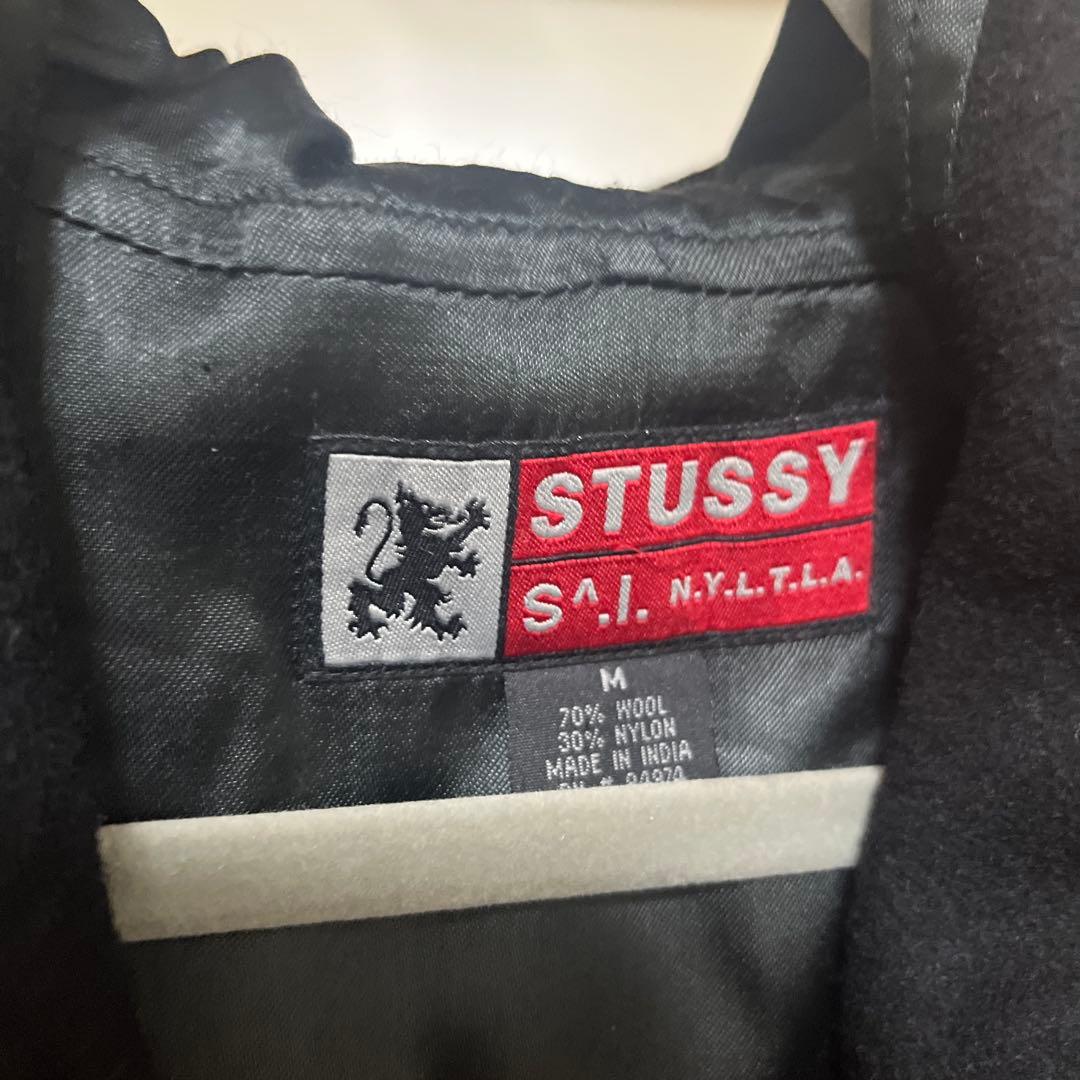 STUSSY
S^.I. N.Y.L.T.L.A.
M
70% WOOL
30% NYLON
MADE IN INDIA